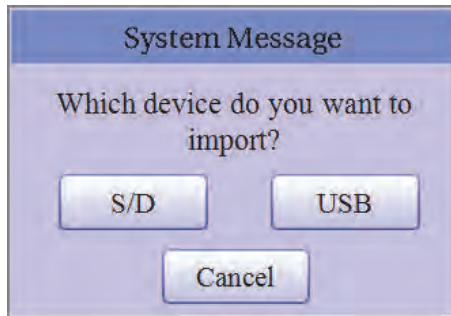 System Message
Which device do you want to
import?
S/D USB
Cancel